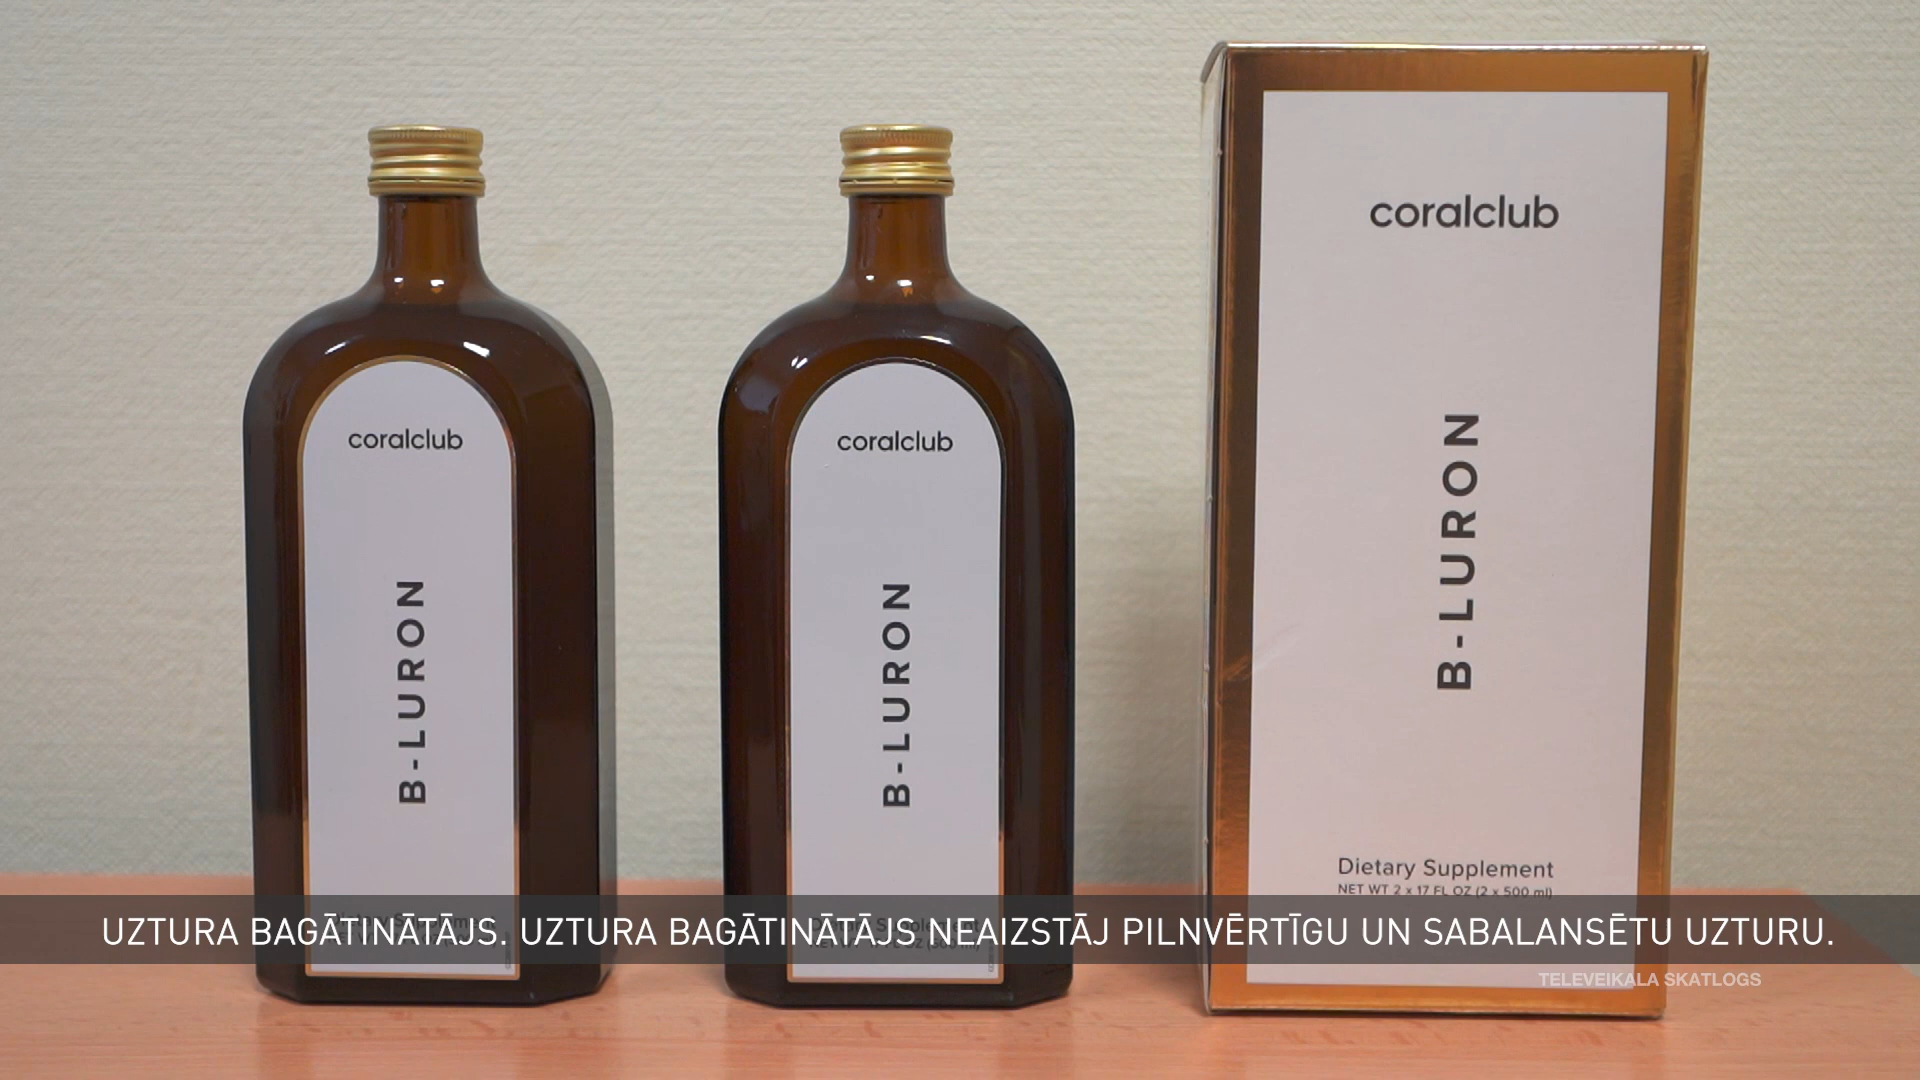 coralclub
B-LURON
coralclub
B-LURON
coralclub
B-LURON
Dietary Supplement
NET WT 2 x 17 FL OZ (2 x 500 ml)
UZTURA BAGĀTINĀTĀJS. UZTURA BAGĀTINĀTĀJS NEAIZSTĀJ PILNVĒRTĪGU UN SABALANSĒTU UZTURU.
TELEVEIKALA SKATLOGS